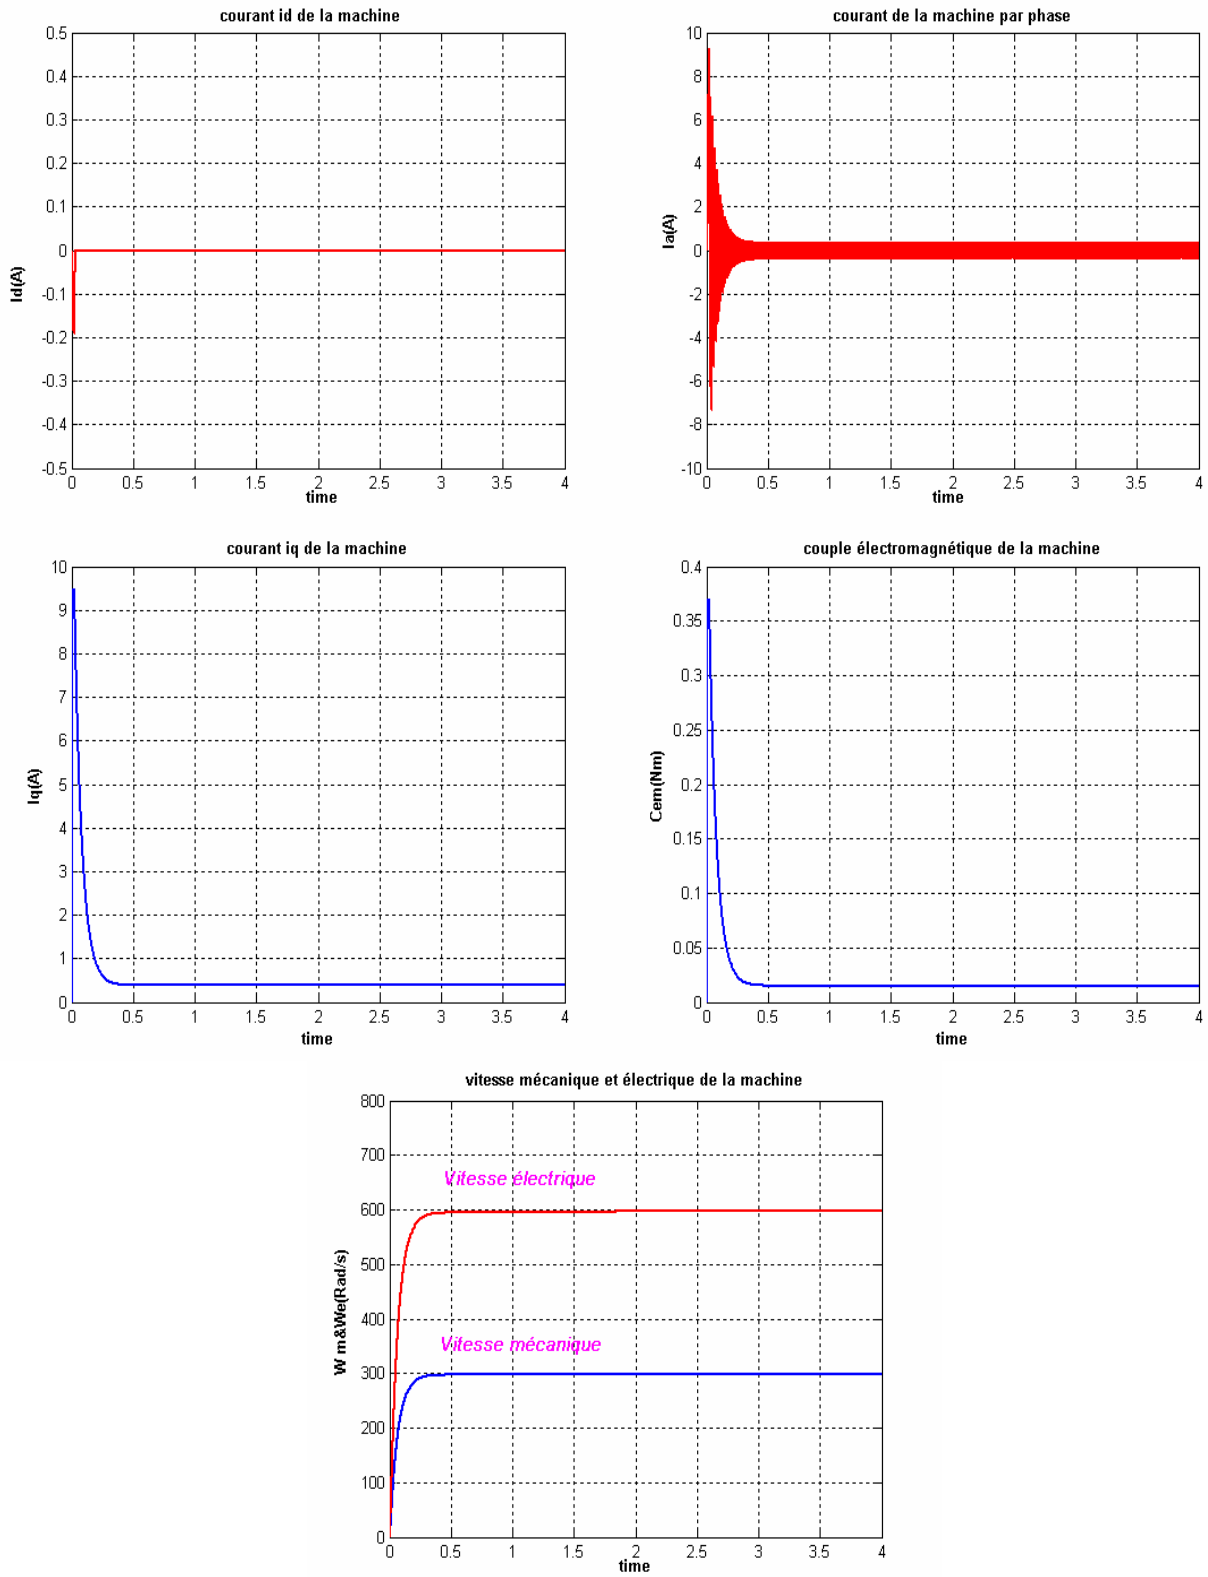 courant id de la machine
0.5
0.4
0.3
0.2
0.1
0
-0.1
-0.2
-0.3
-0.4
-0.5
Id(A)
0 0.5 1 1.5 2 2.5 3 3.5 4
time
courant de la machine par phase
10
8
6
4
2
0
-2
-4
-6
-8
-10
Ia(A)
0 0.5 1 1.5 2 2.5 3 3.5 4
time
courant iq de la machine
10
9
8
7
6
5
4
3
2
1
0
Iq(A)
0 0.5 1 1.5 2 2.5 3 3.5 4
time
couple électromagnétique de la machine
0.4
0.35
0.3
0.25
0.2
0.15
0.1
0.05
0
Cem(Nm)
0 0.5 1 1.5 2 2.5 3 3.5 4
time
vitesse mécanique et électrique de la machine
800
700
600
500
400
300
200
100
0
W m&We(Rad/s)
Vitesse électrique
Vitesse mécanique
0 0.5 1 1.5 2 2.5 3 3.5 4
time